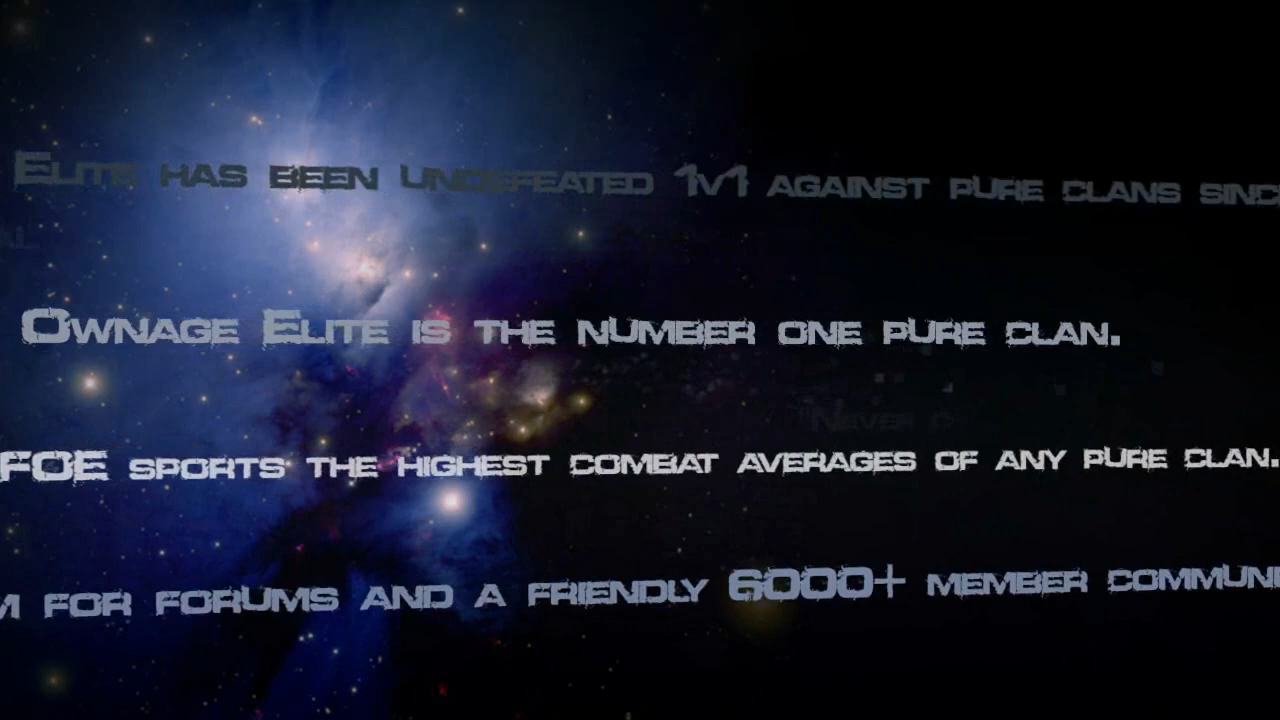 Elite has been undefeated 1v1 against pure clans
Ownage Elite is the number one pure clan.
Never
FOE sports the highest combat averages of any pure clan.
for forums and a friendly 6000+ member